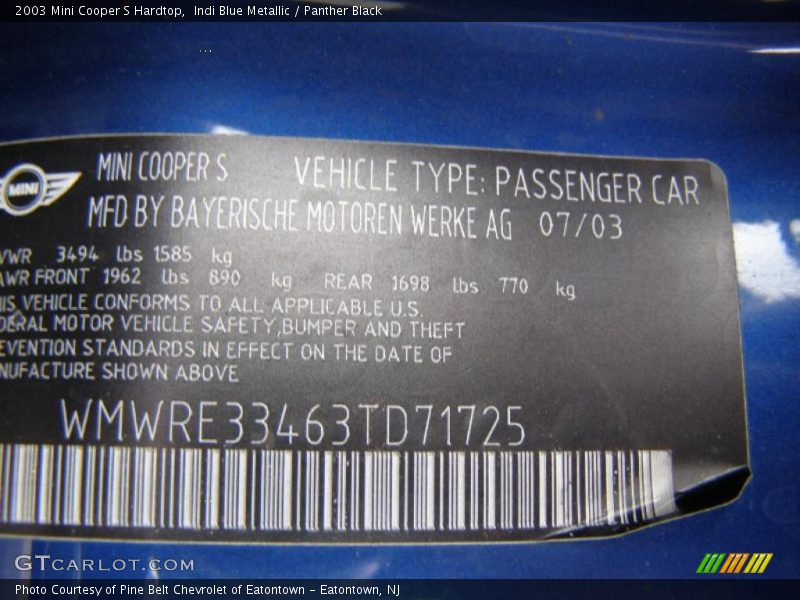 2003 Mini Cooper S Hardtop,  Indi Blue Metallic / Panther Black
...
MINI
MINI COOPER S VEHICLE TYPE: PASSENGER CAR
MFD BY BAYERISCHE MOTOREN WERKE AG 07/03
VWR 3494 lbs 1585 kg
AWR FRONT 1962 lbs 890 kg REAR 1698 lbs 770 kg
IS VEHICLE CONFORMS TO ALL APPLICABLE U.S.
DERAL MOTOR VEHICLE SAFETY,BUMPER AND THEFT
EVENTION STANDARDS IN EFFECT ON THE DATE OF
NUFACTURE SHOWN ABOVE
WMWRE33463TD71725
GTCARLOT.COM
Photo Courtesy of Pine Belt Chevrolet of Eatontown – Eatontown, NJ